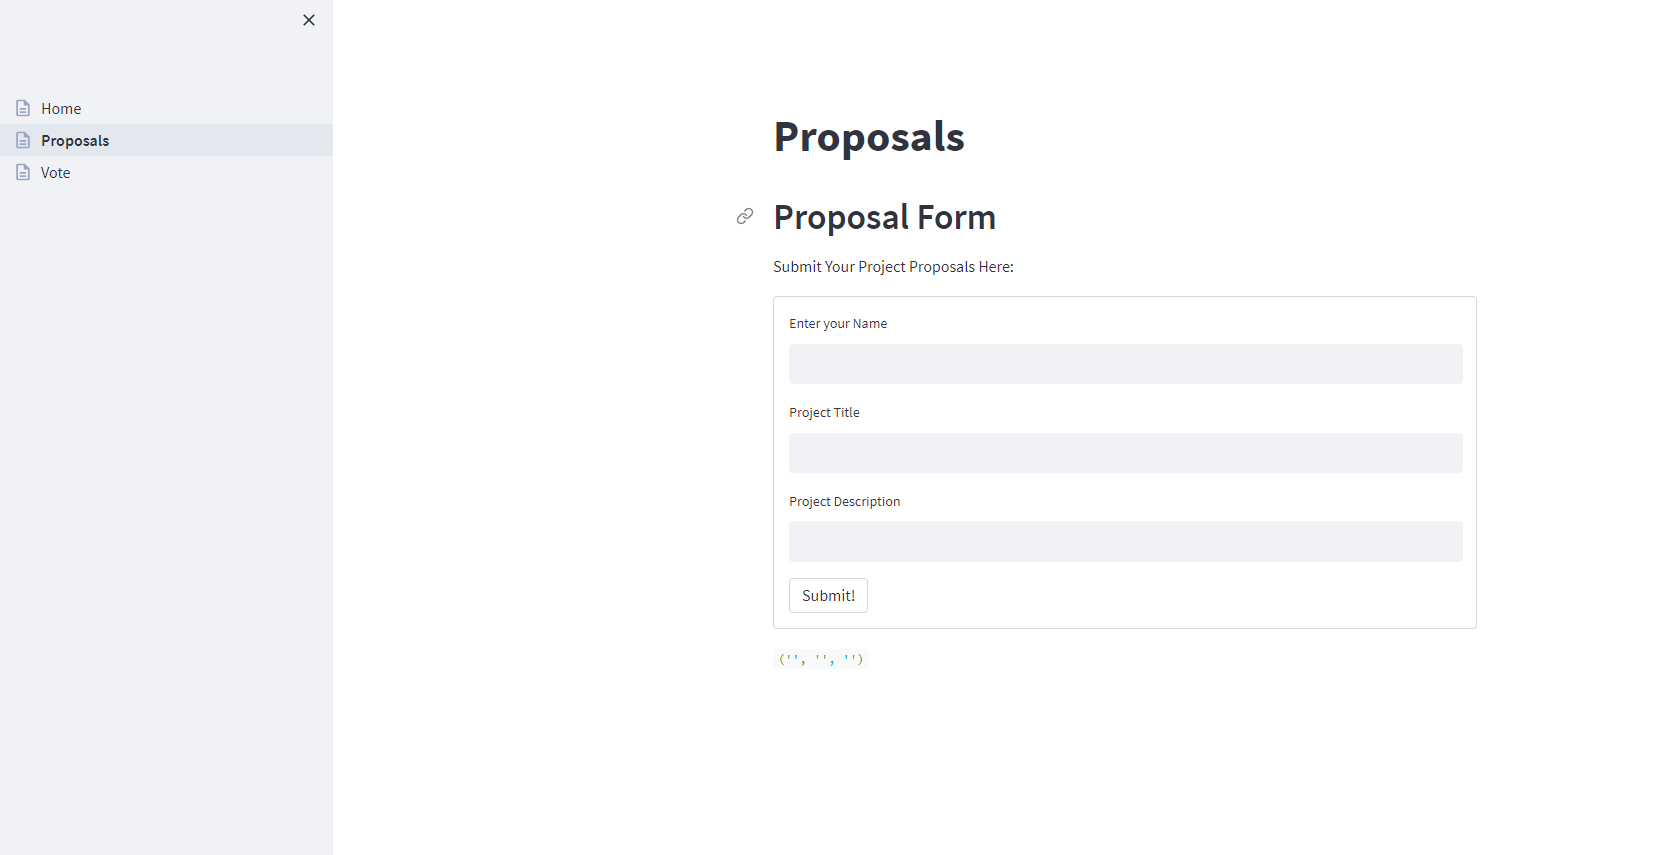 Home
Proposals
Vote
Proposals
Proposal Form
Submit Your Project Proposals Here:
Enter your Name
Project Title
Project Description
Submit!
('', '', '')